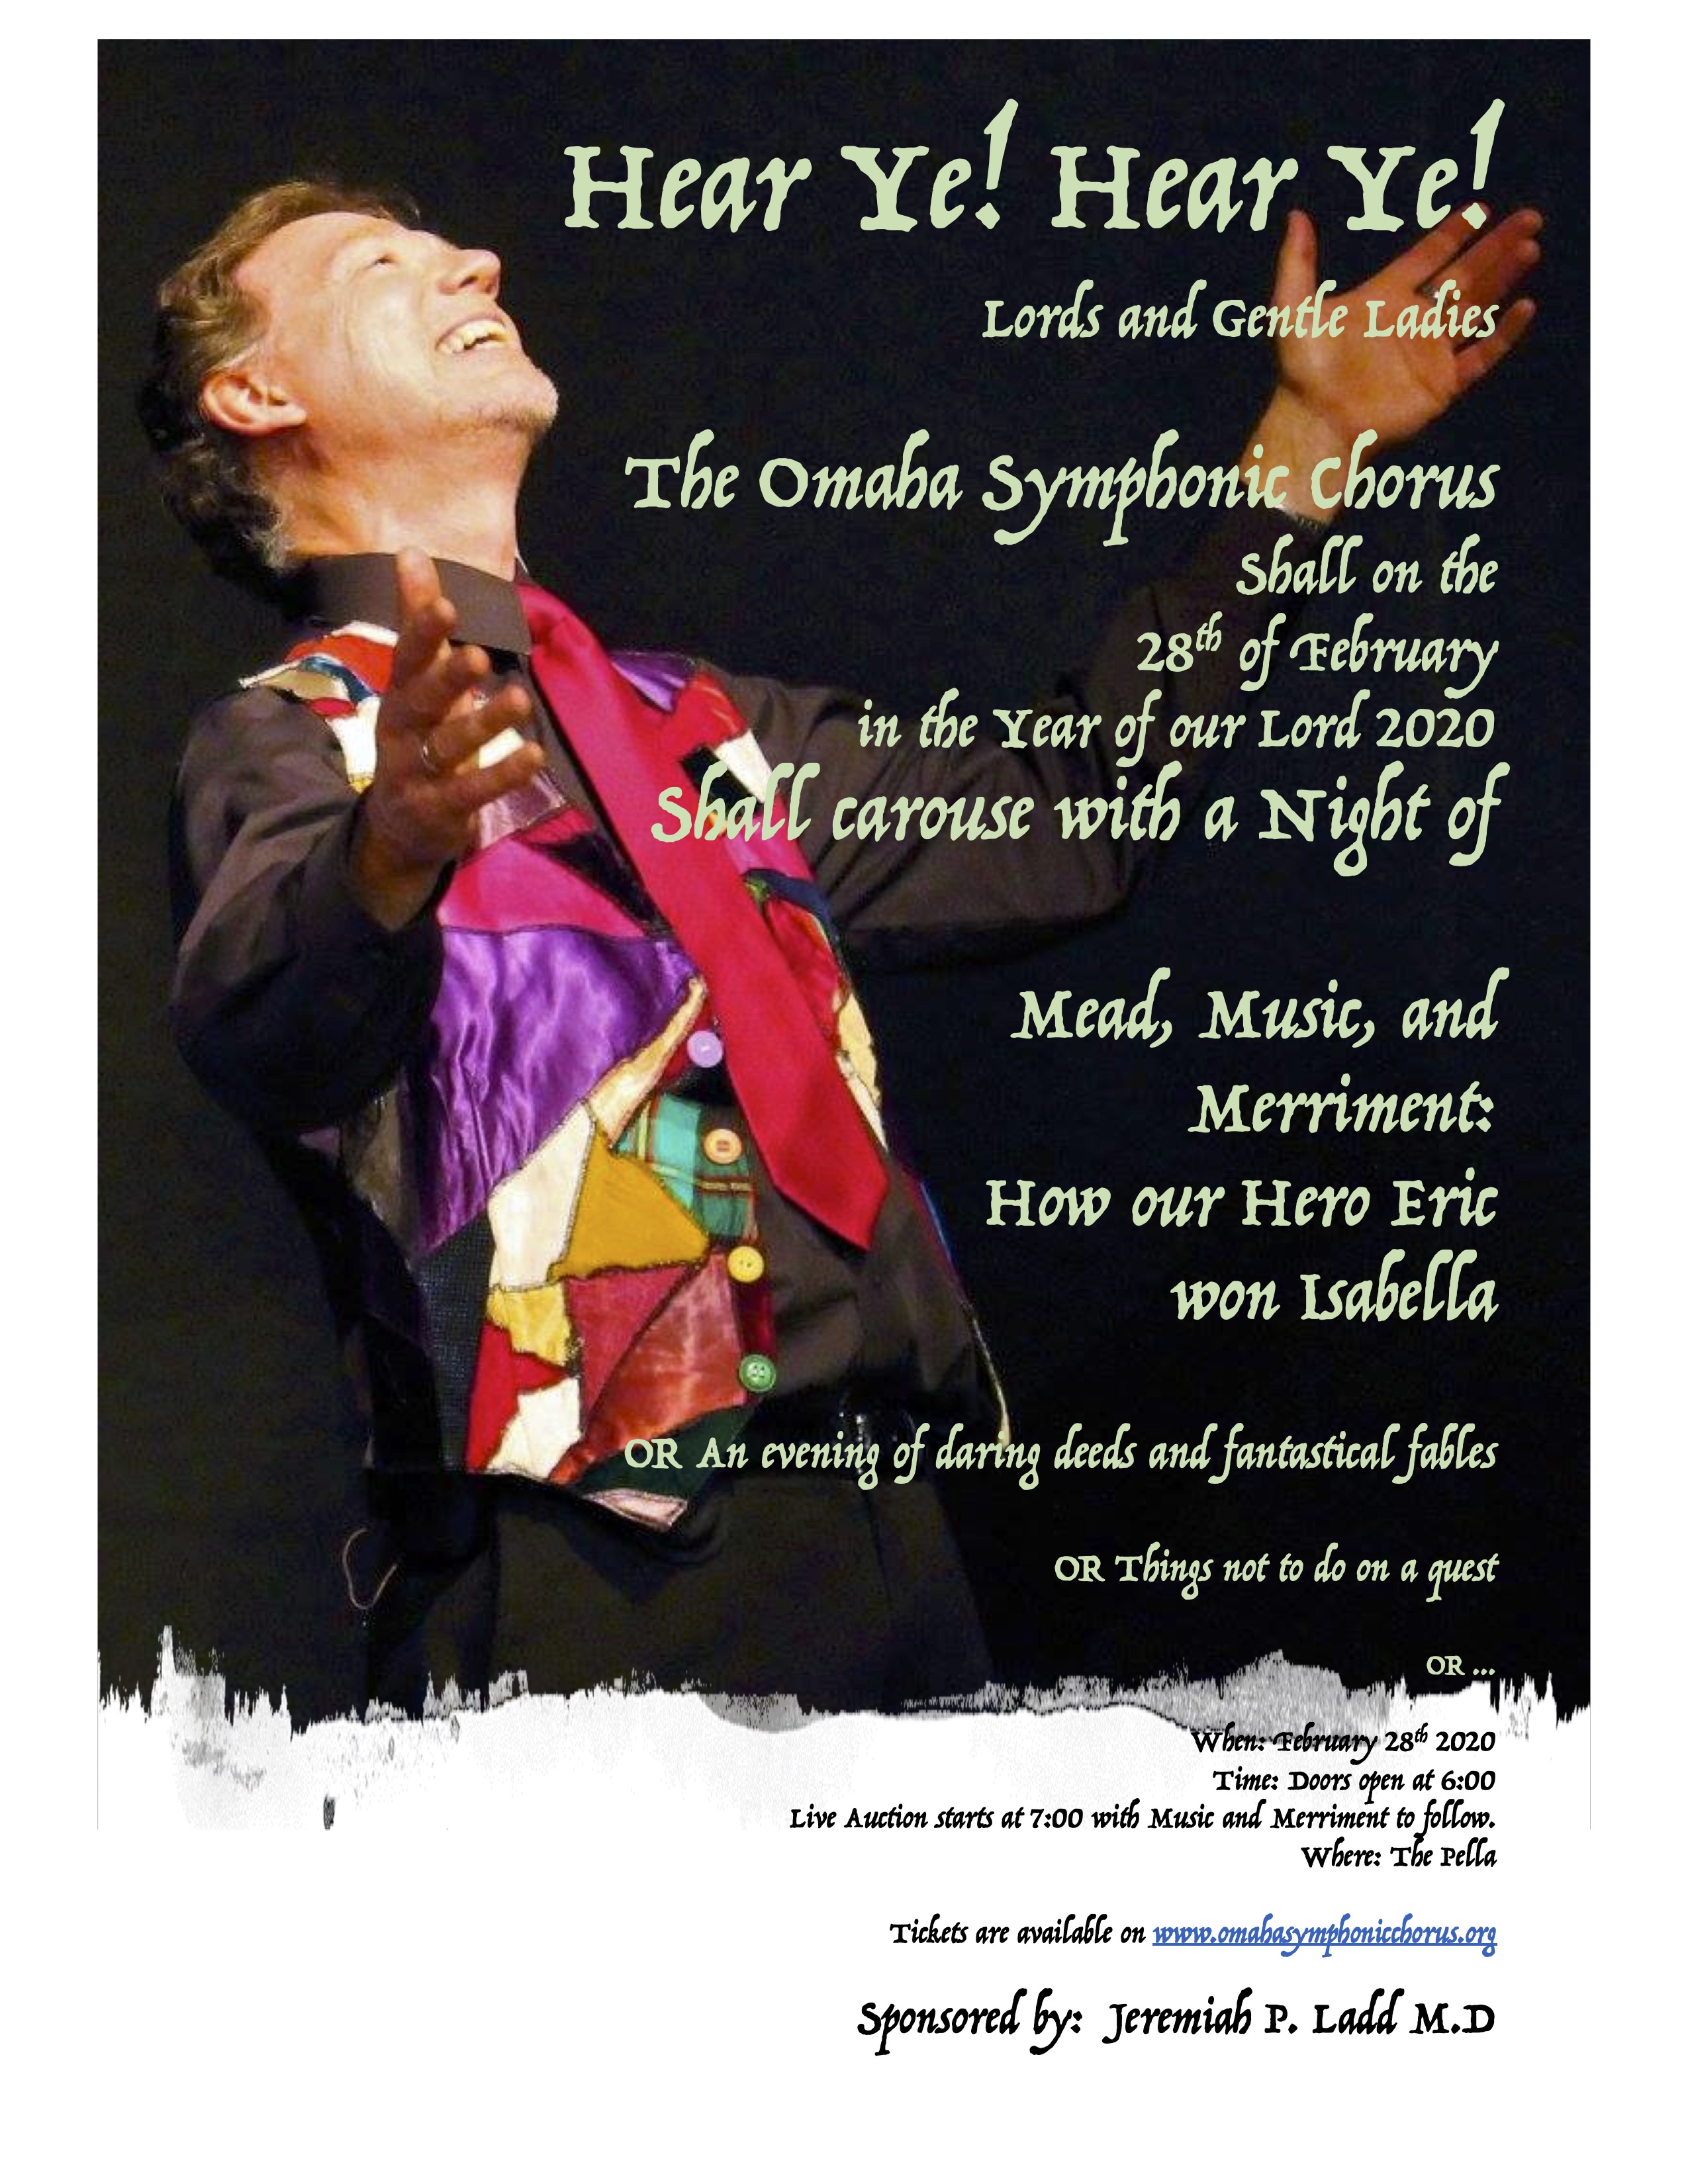 Hear Ye! Hear Ye!
Lords and Gentle Ladies
The Omaha Symphonic Chorus
Shall on the
28th of February
in the Year of our Lord 2020
Shall carouse with a Night of
Mead, Music, and
Merriment:
How our Hero Eric
won Isabella
OR An evening of daring deeds and fantastical fables
OR Things not to do on a quest
OR ...
When: February 28th 2020
Time: Doors open at 6:00
Live Auction starts at 7:00 with Music and Merriment to follow.
Where: The Pella
Tickets are available on www.omahasymphonicchorus.org
Sponsored by: Jeremiah P. Ladd M.D